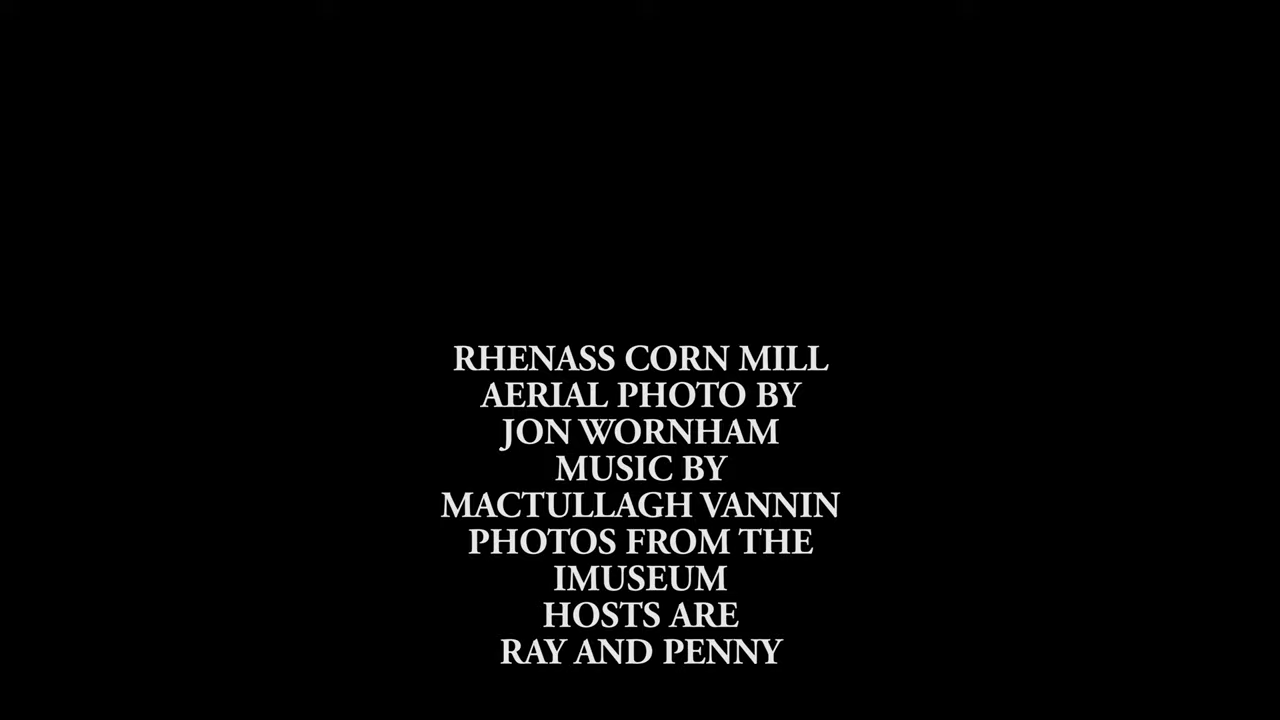 RHENASS CORN MILL
AERIAL PHOTO BY
JON WORNHAM
MUSIC BY
MACTULLAGH VANNIN
PHOTOS FROM THE
IMUSEUM
HOSTS ARE
RAY AND PENNY